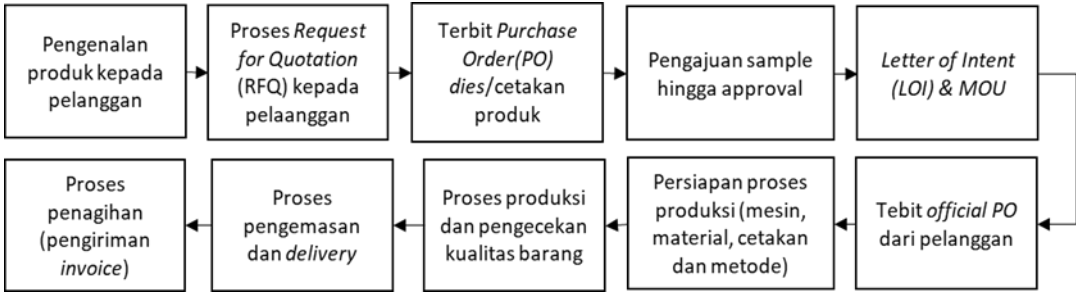 Pengenalan
produk kepada
pelanggan
Proses Request
for Quotation
(RFQ) kepada
pelaanggan
Terbit Purchase
Order(PO)
dies/cetakan
produk
Pengajuan sample
hingga approval
Letter of Intent
(LOI) & MOU
Tebit official PO
dari pelanggan
Persiapan proses
produksi (mesin,
material, cetakan
dan metode)
Proses produksi
dan pengecekan
kualitas barang
Proses
pengemasan
dan delivery
Proses
penagihan
(pengiriman
invoice)